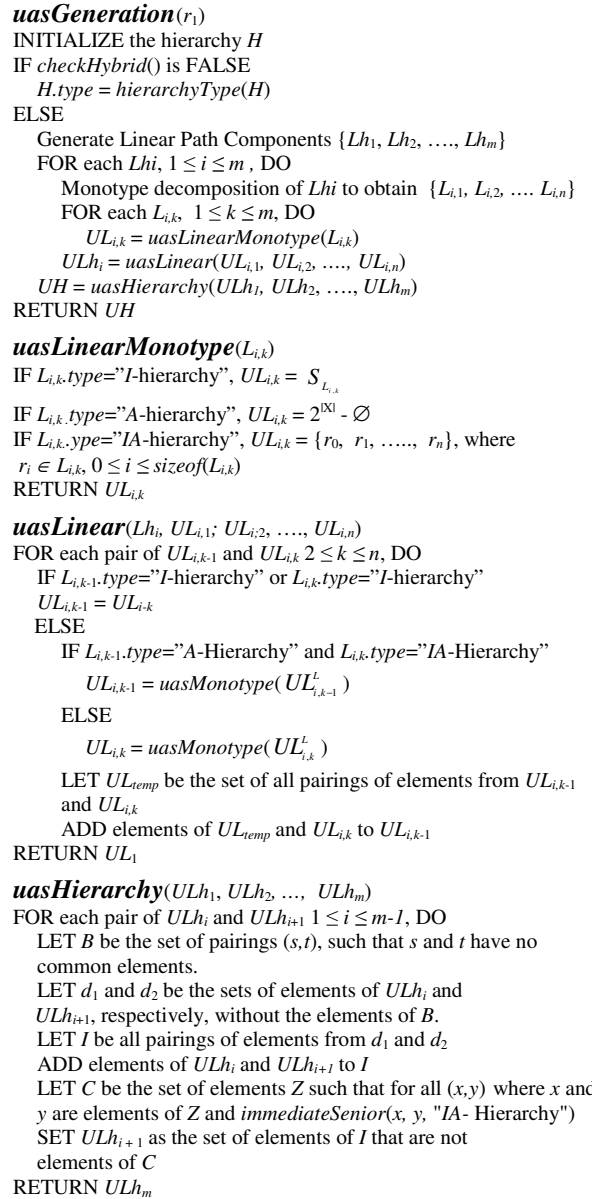 uasGeneration(r1)
INITIALIZE the hierarchy H
IF checkHybrid() is FALSE
H.type = hierarchyType(H)
ELSE
Generate Linear Path Components {Lh1, Lh2, …., Lhm}
FOR each Lhi, 1 ≤ i ≤ m , DO
Monotype decomposition of Lhi to obtain {Li,1, Li,2, …. Li,n}
FOR each Li,k, 1 ≤ k ≤ m, DO
ULi,k = uasLinearMonotype(Li,k)
ULhi = uasLinear(ULi,1, ULi,2, …., ULi,n)
UH = uasHierarchy(ULh1, ULh2, …., ULhm)
RETURN UH
uasLinearMonotype(Li,k)
IF Li,k.type=”I-hierarchy”, ULi,k = S Li,k
IF Li,k.type=”A-hierarchy”, ULi,k = 2|X| - ∅
IF Li,k.ype=”IA-hierarchy”, ULi,k = {r0, r1, ….., rn}, where
ri ∈ Li,k, 0 ≤ i ≤ sizeof(Li,k)
RETURN ULi,k
uasLinear(Lhi, ULi,1; ULi;2, …., ULi,n)
FOR each pair of ULi,k-1 and ULi,k 2 ≤ k ≤ n, DO
IF Li,k-1.type=”I-hierarchy” or Li,k.type=”I-hierarchy”
ULi,k-1 = ULi-k
ELSE
IF Li,k-1.type=”A-Hierarchy” and Li,k.type=”IA-Hierarchy”
ULi,k-1 = uasMonotype(ULLi,k-1)
ELSE
ULi,k = uasMonotype(ULLi,k)
LET ULtemp be the set of all pairings of elements from ULi,k-1
and ULi,k
ADD elements of ULtemp and ULi,k to ULi,k-1
RETURN UL1
uasHierarchy(ULh1, ULh2, …, ULhm)
FOR each pair of ULhi and ULhi+1 1 ≤ i ≤ m-1, DO
LET B be the set of pairings (s,t), such that s and t have no
common elements.
LET d1 and d2 be the sets of elements of ULhi and
ULhi+1, respectively, without the elements of B.
LET I be all pairings of elements from d1 and d2
ADD elements of ULhi and ULhi+1 to I
LET C be the set of elements Z such that for all (x,y) where x and
y are elements of Z and immediateSenior(x, y, "IA- Hierarchy")
SET ULhi + 1 as the set of elements of I that are not
elements of C
RETURN ULhm